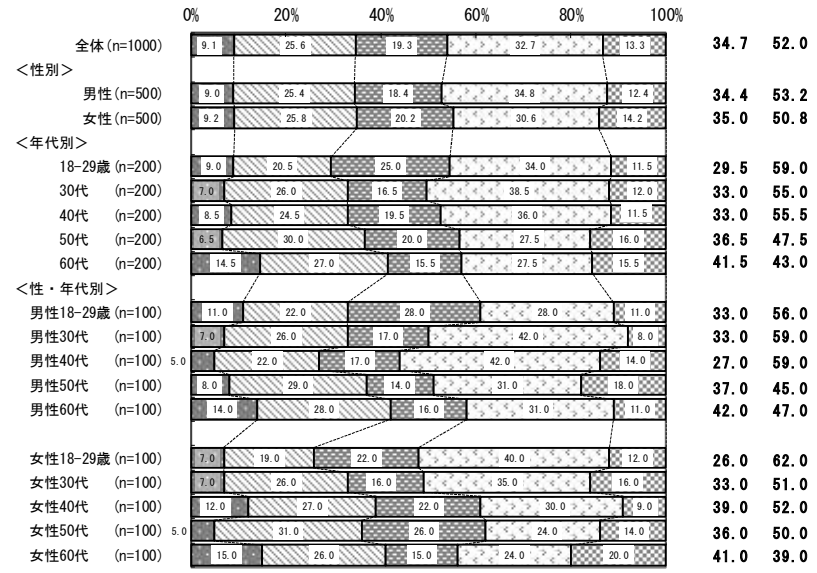 0% 20% 40% 60% 80% 100%
全体(n=1000) 9.1 25.6 19.3 32.7 13.3 34.7 52.0
＜性別＞
男性(n=500) 9.0 25.4 18.4 34.8 12.4 34.4 53.2
女性(n=500) 9.2 25.8 20.2 30.6 14.2 35.0 50.8
＜年代別＞
18-29歳(n=200) 9.0 20.5 25.0 34.0 11.5 29.5 59.0
30代 (n=200) 7.0 26.0 16.5 38.5 12.0 33.0 55.0
40代 (n=200) 8.5 24.5 19.5 36.0 11.5 33.0 55.5
50代 (n=200) 6.5 30.0 20.0 27.5 16.0 36.5 47.5
60代 (n=200) 14.5 27.0 15.5 27.5 15.5 41.5 43.0
＜性・年代別＞
男性18-29歳(n=100) 11.0 22.0 28.0 28.0 11.0 33.0 56.0
男性30代 (n=100) 7.0 26.0 17.0 42.0 8.0 33.0 59.0
男性40代 (n=100) 5.0 22.0 17.0 42.0 14.0 27.0 59.0
男性50代 (n=100) 8.0 29.0 14.0 31.0 18.0 37.0 45.0
男性60代 (n=100) 14.0 28.0 16.0 31.0 11.0 42.0 47.0
女性18-29歳(n=100) 7.0 19.0 22.0 40.0 12.0 26.0 62.0
女性30代 (n=100) 7.0 26.0 16.0 35.0 16.0 33.0 51.0
女性40代 (n=100) 12.0 27.0 22.0 30.0 9.0 39.0 52.0
女性50代 (n=100) 5.0 31.0 26.0 24.0 14.0 36.0 50.0
女性60代 (n=100) 15.0 26.0 15.0 24.0 20.0 41.0 39.0